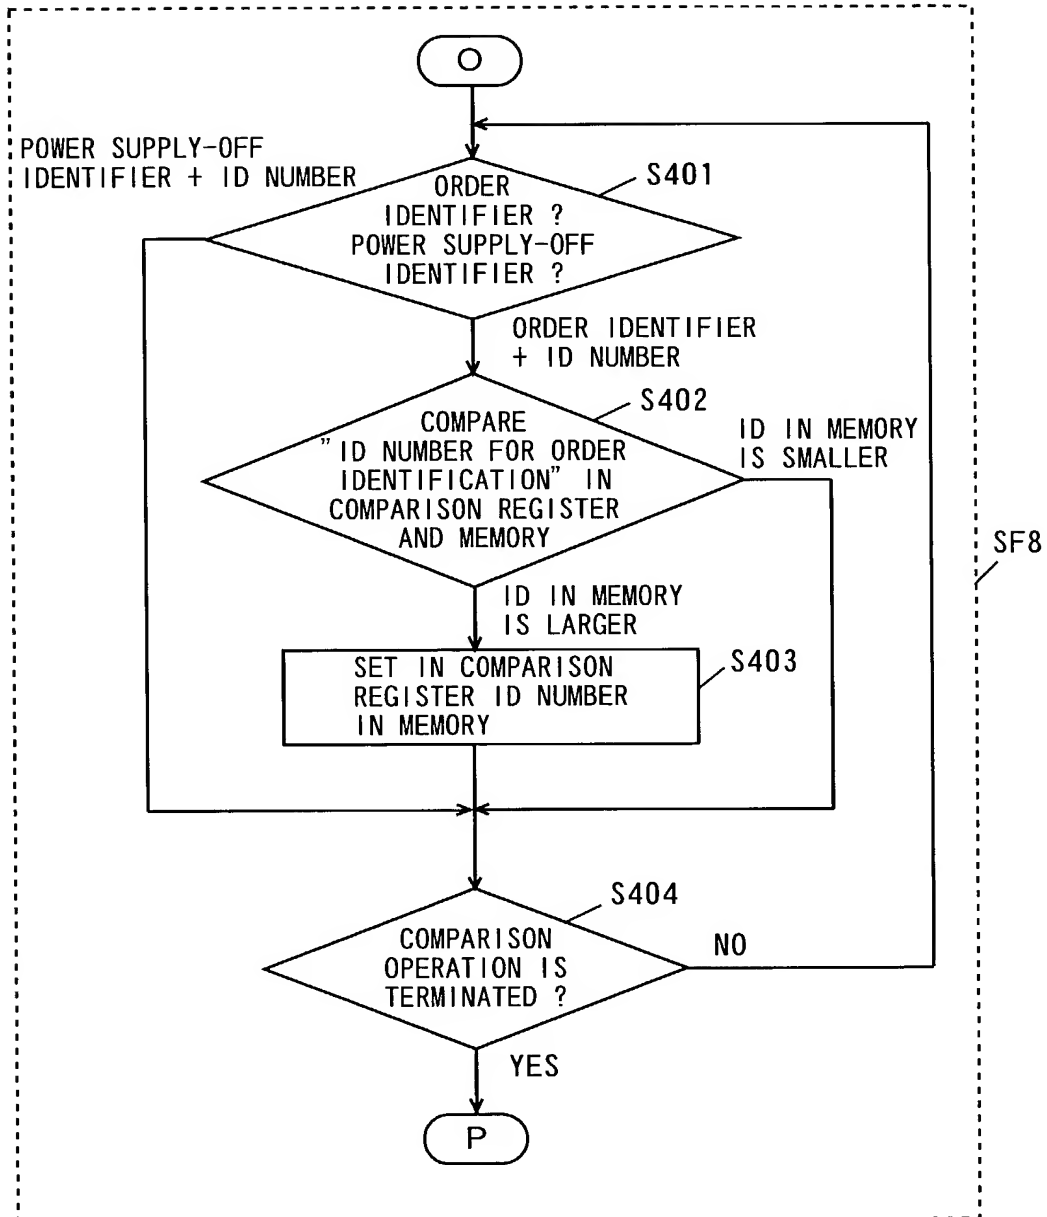 O
POWER SUPPLY-OFF
IDENTIFIER + ID NUMBER
S401
ORDER
IDENTIFIER ?
POWER SUPPLY-OFF
IDENTIFIER ?
ORDER IDENTIFIER
+ ID NUMBER
S402
COMPARE
"ID NUMBER FOR ORDER
IDENTIFICATION" IN
COMPARISON REGISTER
AND MEMORY
ID IN MEMORY
IS SMALLER
SF8
ID IN MEMORY
IS LARGER
S403
SET IN COMPARISON
REGISTER ID NUMBER
IN MEMORY
S404
COMPARISON
OPERATION IS
TERMINATED ?
NO
YES
P